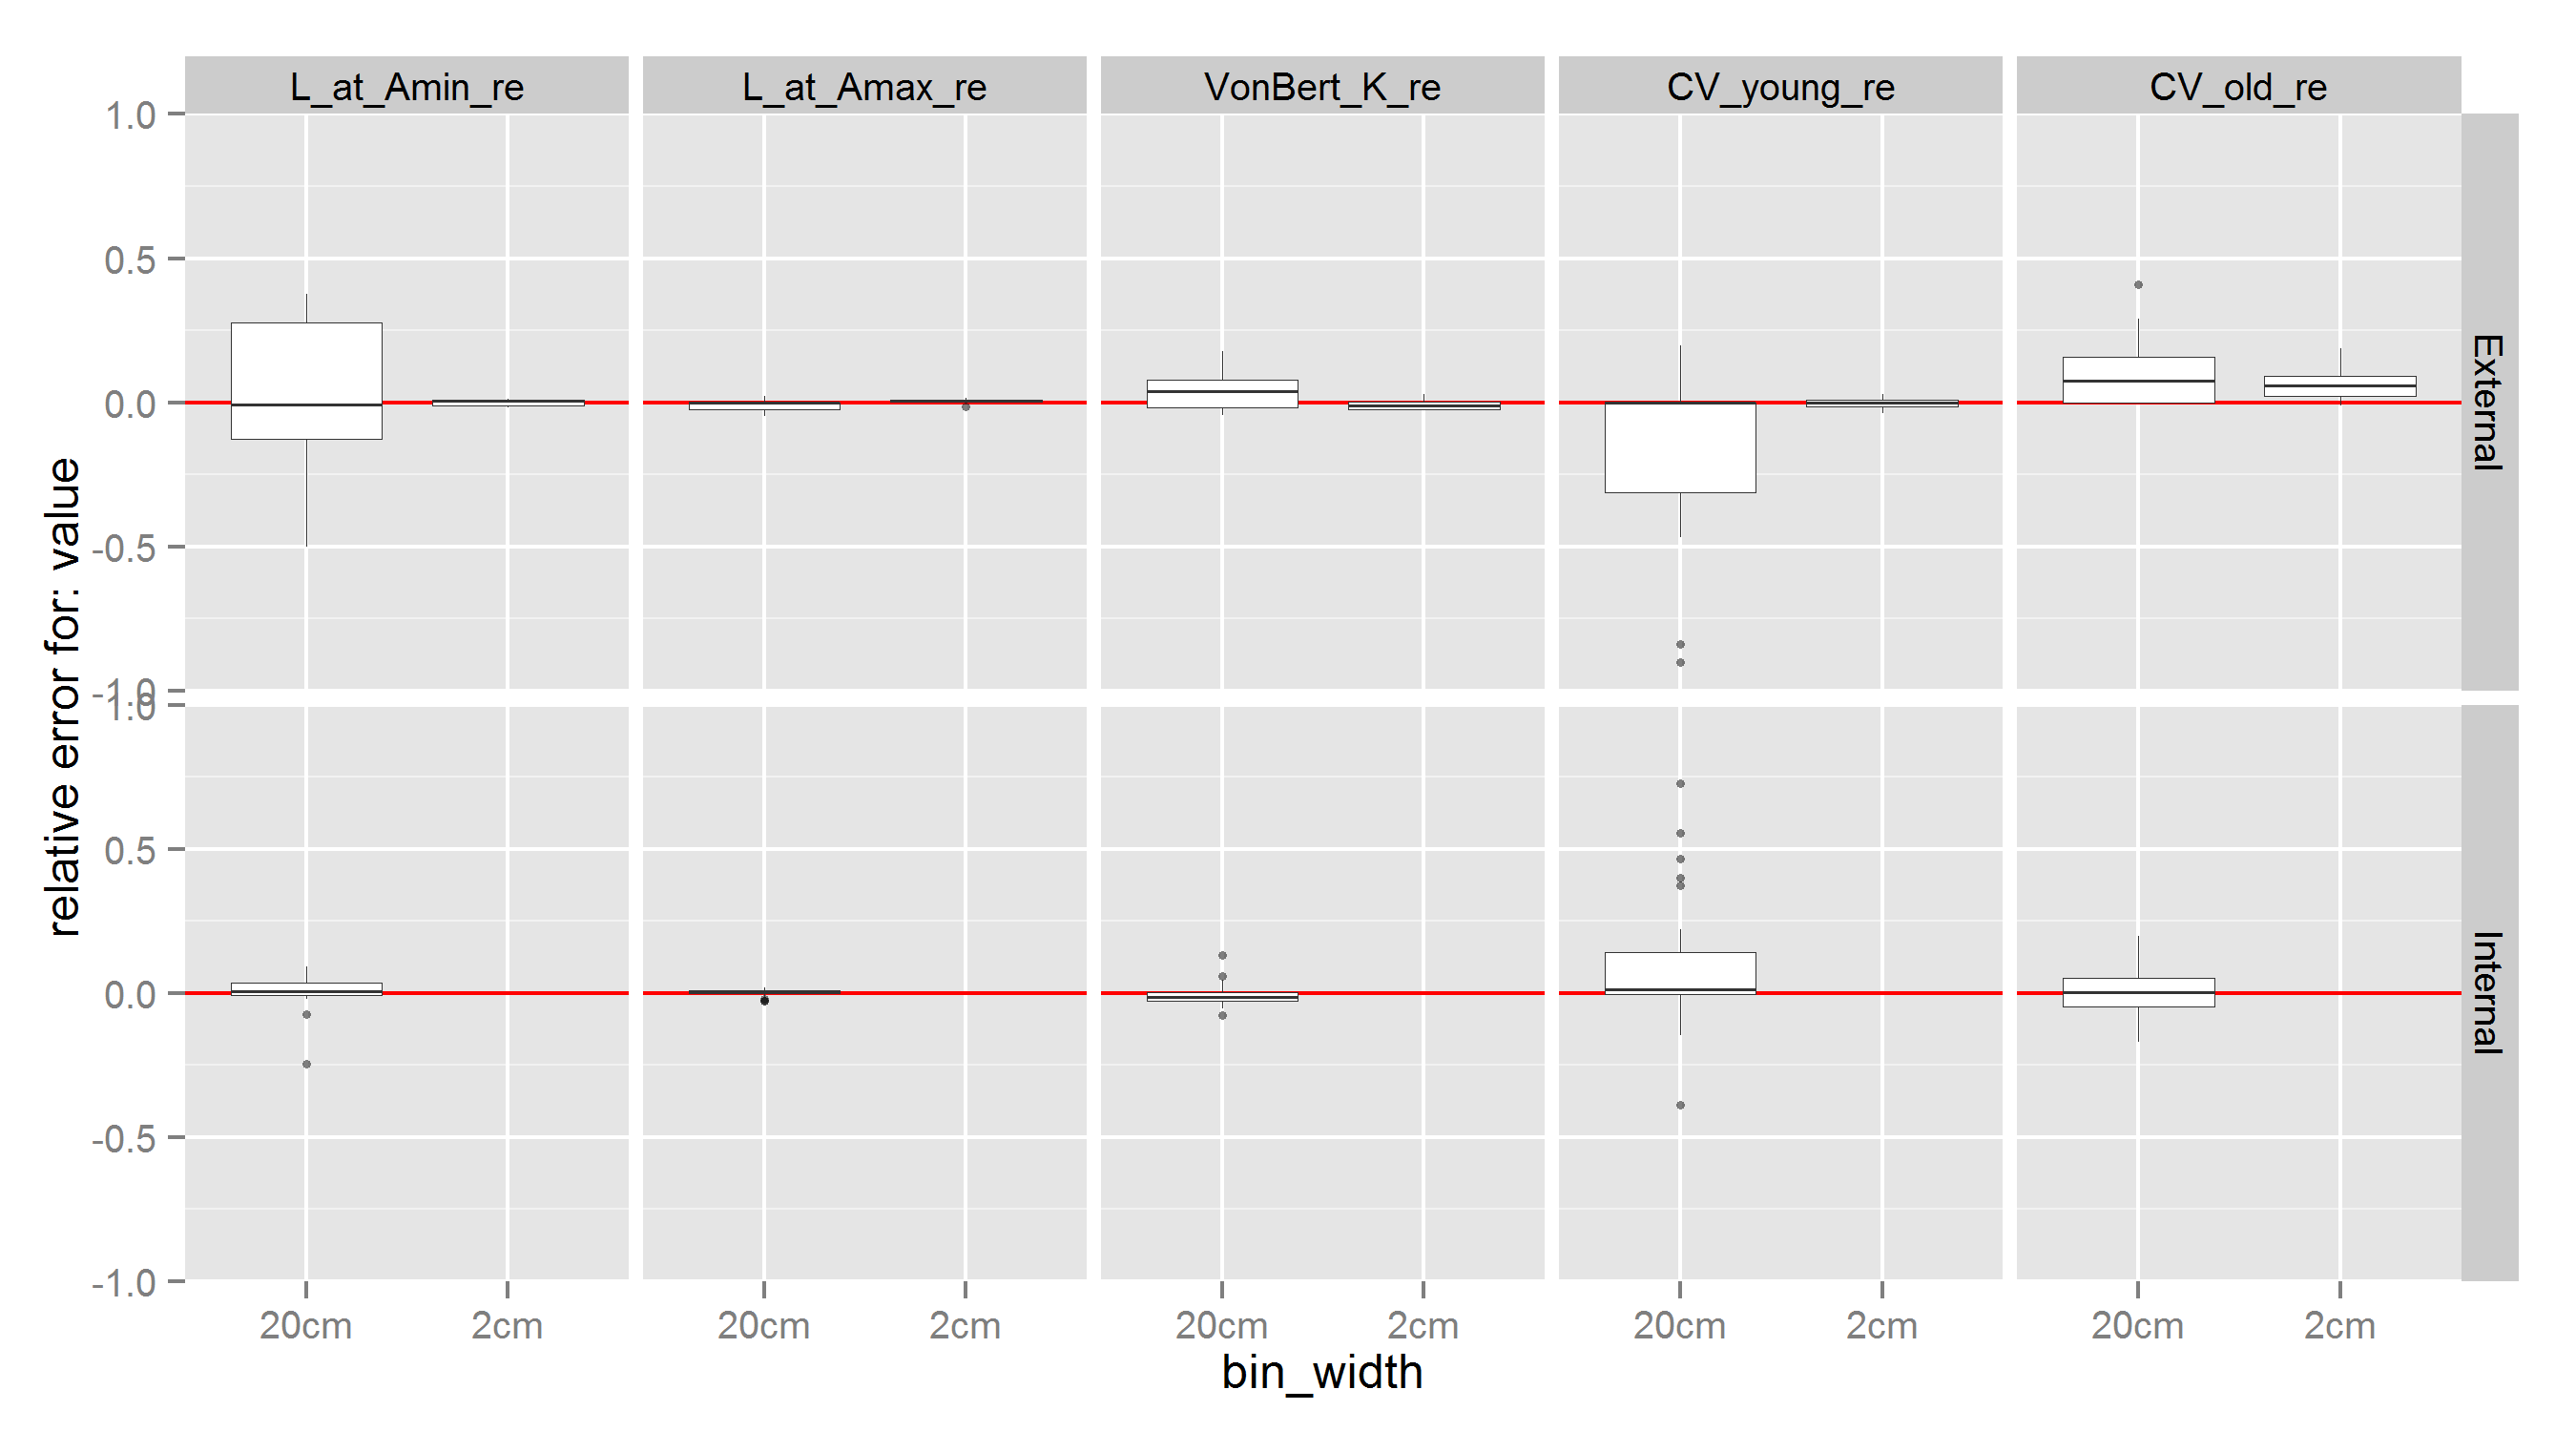 L_at_Amin_re L_at_Amax_re VonBert_K_re CV_young_re CV_old_re
1.0
0.5
0.0
-0.5
-1.0
External
1.0
0.5
0.0
-0.5
-1.0
Internal
relative error for: value
20cm 2cm 20cm 2cm 20cm 2cm 20cm 2cm 20cm 2cm
bin_width